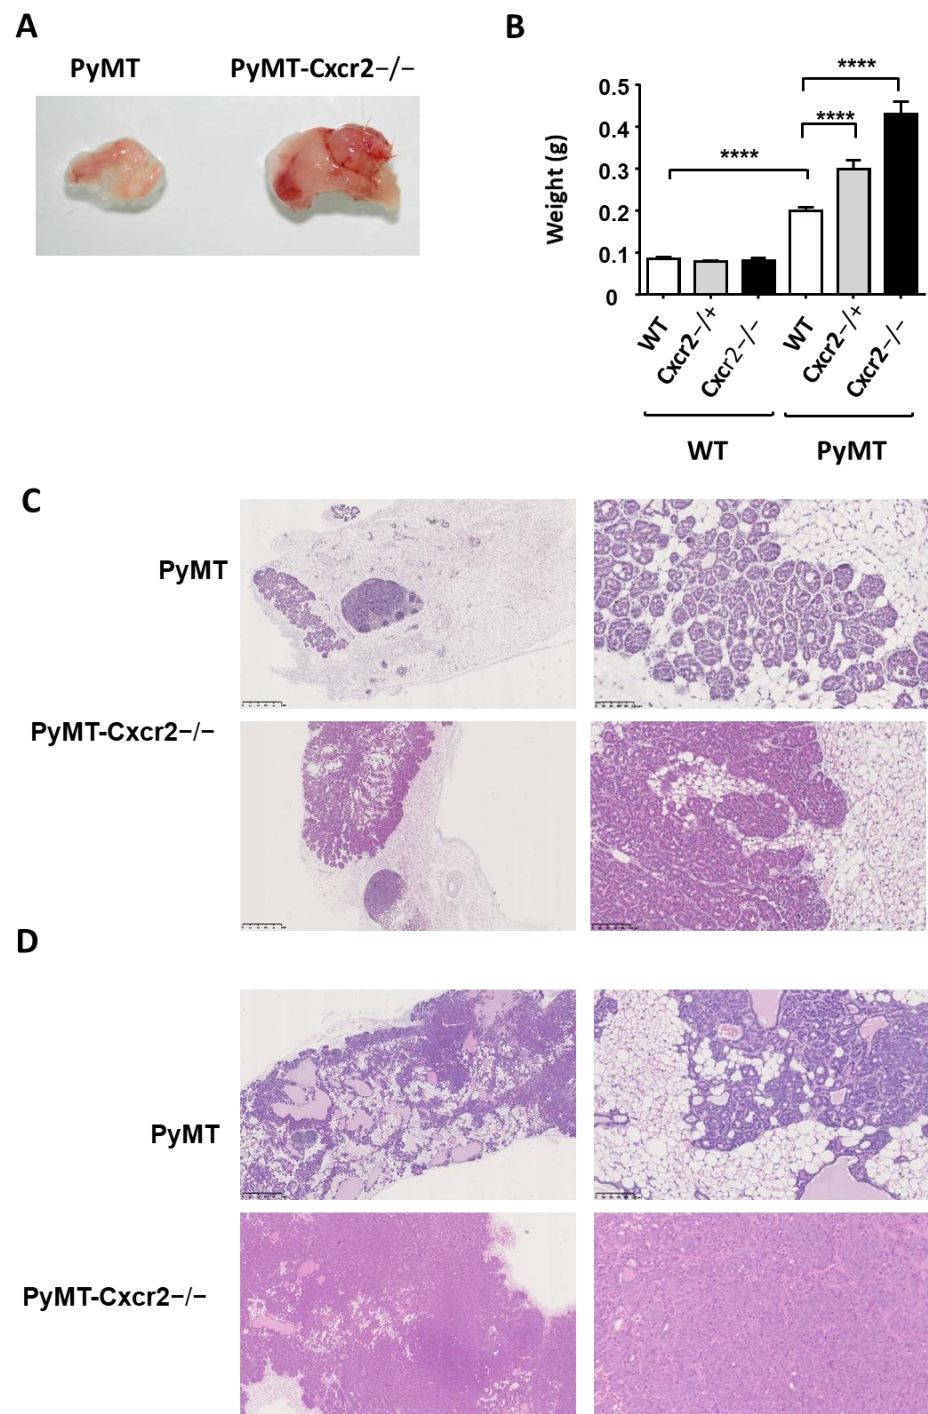 A
PyMT
PyMT-Cxcr2−/−
B
Weight (g)
0.5
0.4
0.3
0.2
0.1
0
****
****
****
WT
Cxcr2−/+
Cxcr2−/−
WT
Cxcr2−/+
Cxcr2−/−
WT
PyMT
C
PyMT
PyMT-Cxcr2−/−
D
PyMT
PyMT-Cxcr2−/−